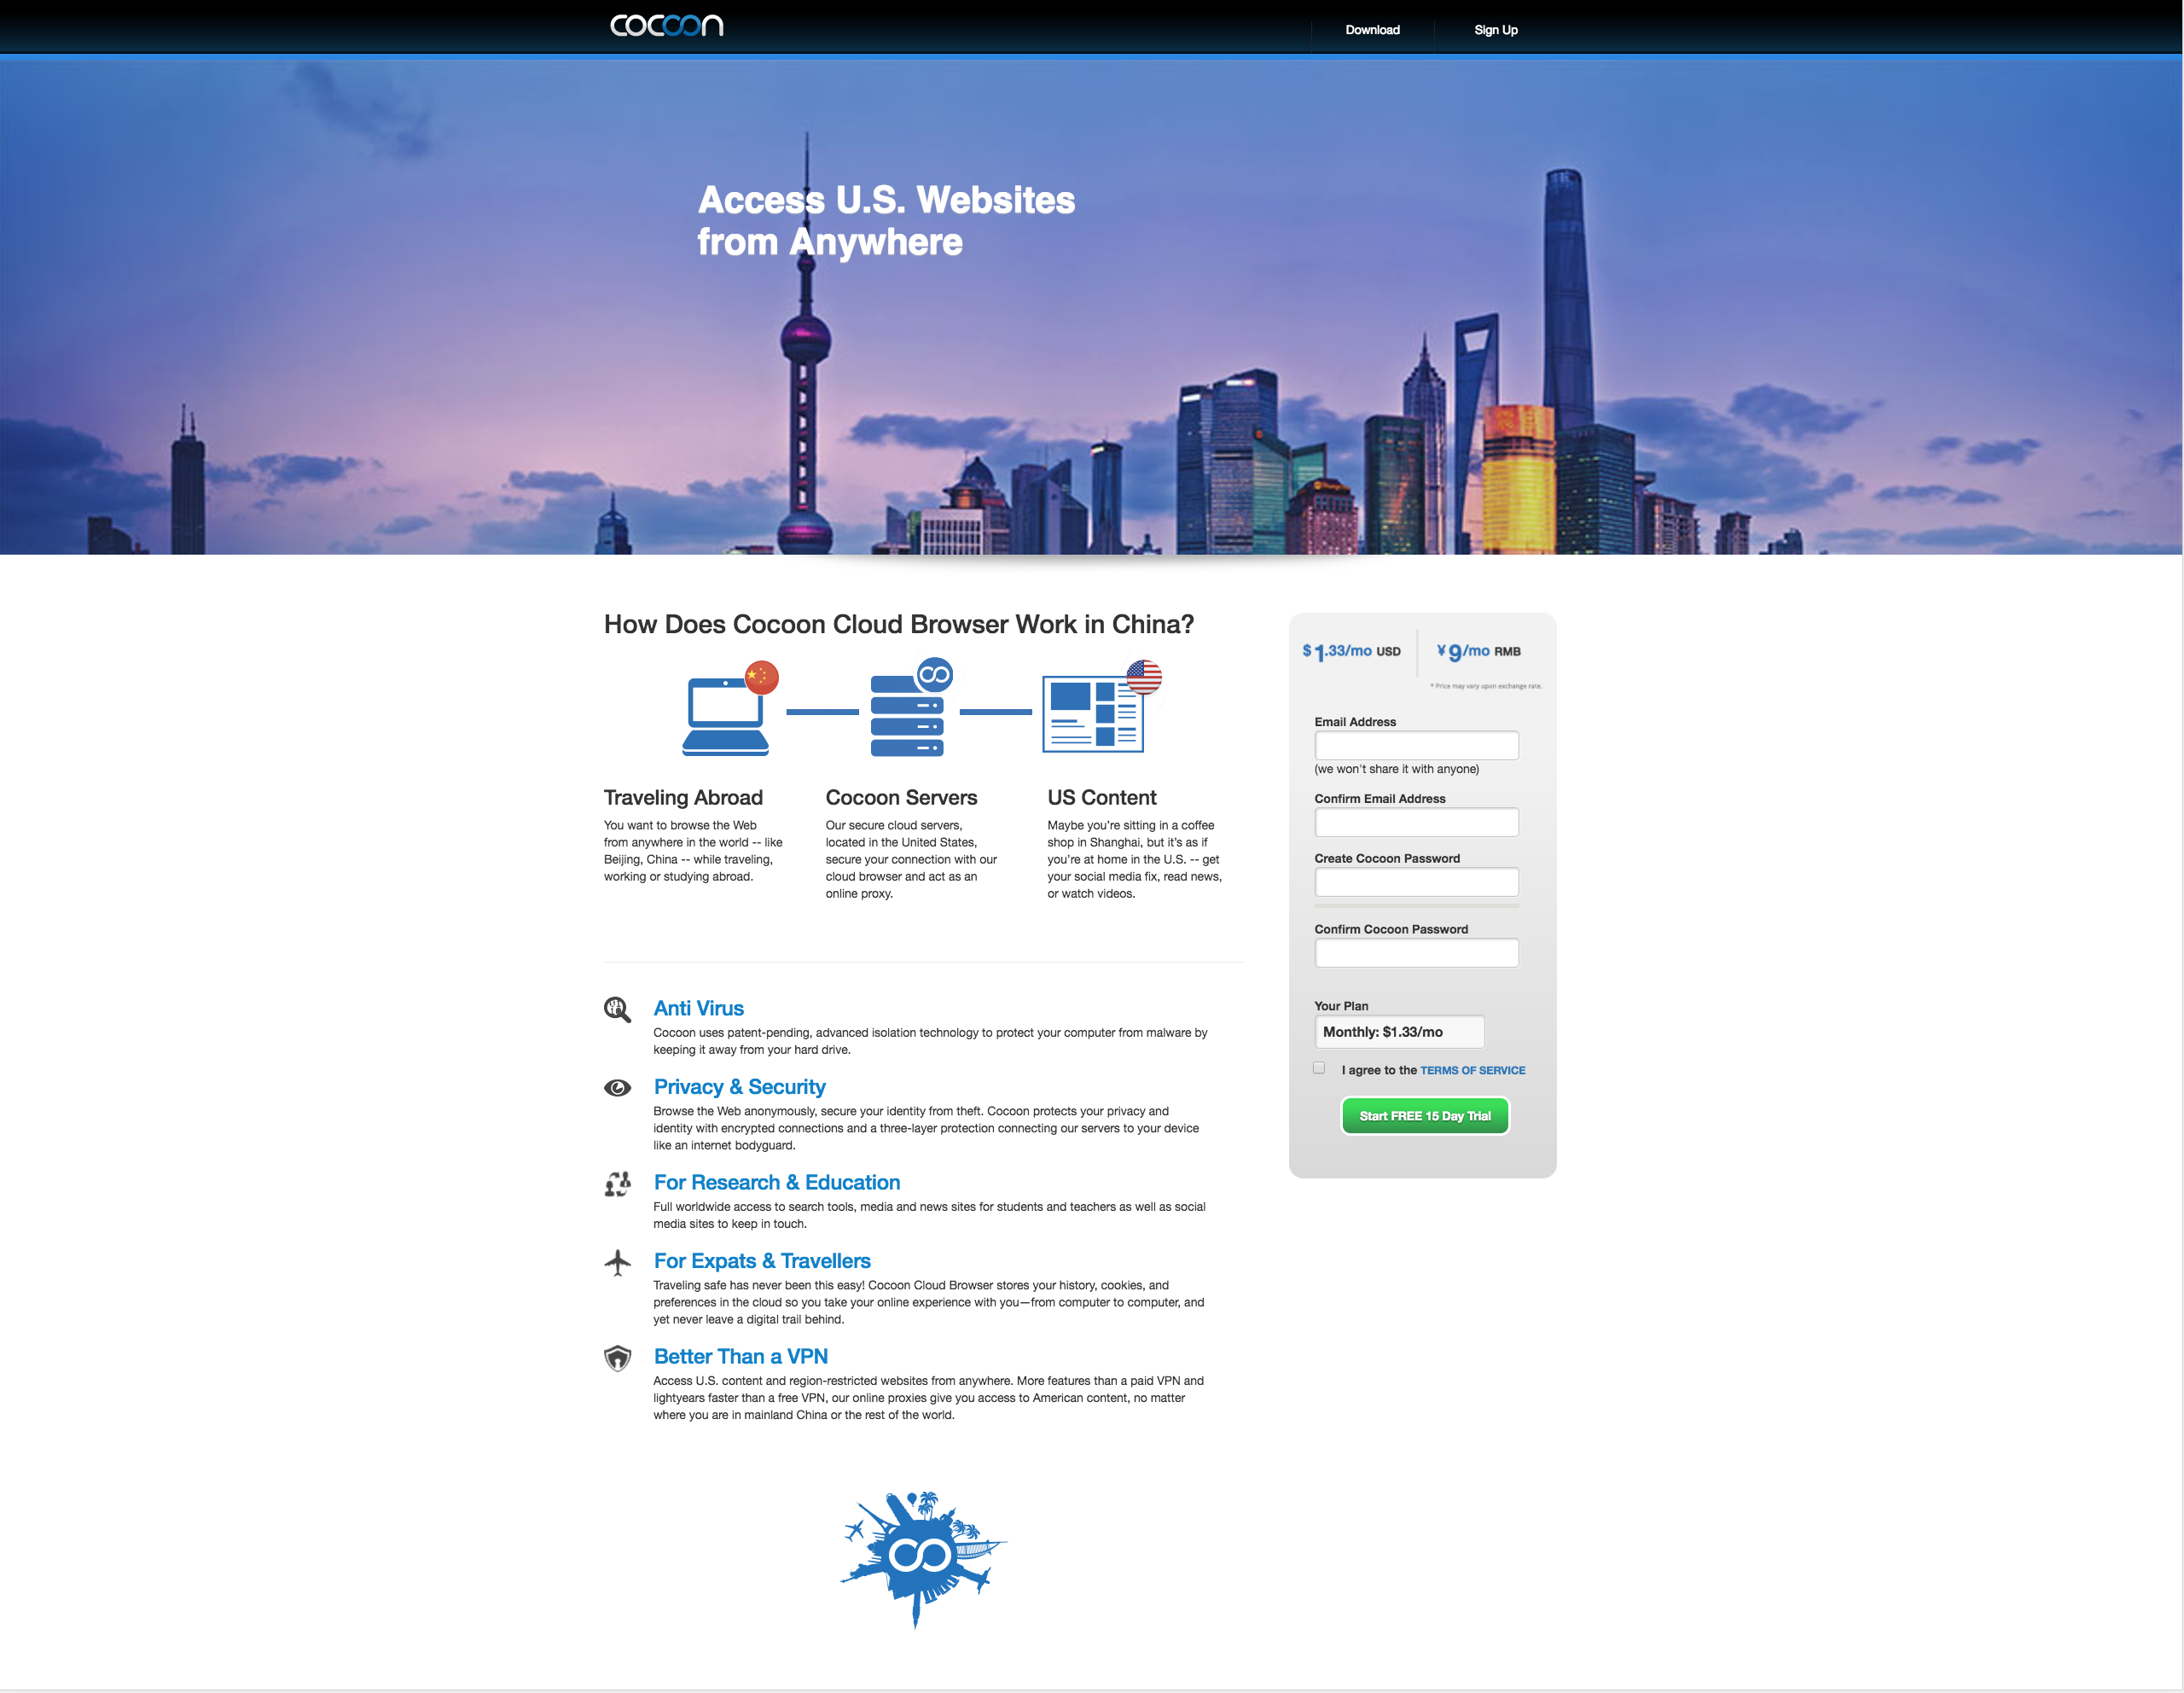 cocoon
Download
Sign Up
Access U.S. Websites
from Anywhere
How Does Cocoon Cloud Browser Work in China?
Traveling Abroad
You want to browse the Web
from anywhere in the world -- like
Beijing, China -- while traveling,
working or studying abroad.
Cocoon Servers
Our secure cloud servers,
located in the United States,
secure your connection with our
cloud browser and act as an
online proxy.
US Content
Maybe you're sitting in a coffee
shop in Shanghai, but it's as if
you're at home in the U.S. -- get
your social media fix, read news,
or watch videos.
Anti Virus
Cocoon uses patent-pending, advanced isolation technology to protect your computer from malware by
keeping it away from your hard drive.
Privacy & Security
Browse the Web anonymously, secure your identity from theft. Cocoon protects your privacy and
identity with encrypted connections and a three-layer protection connecting our servers to your device
like an internet bodyguard.
For Research & Education
Full worldwide access to search tools, media and news sites for students and teachers as well as social
media sites to keep in touch.
For Expats & Travellers
Traveling safe has never been this easy! Cocoon Cloud Browser stores your history, cookies, and
preferences in the cloud so you take your online experience with you—from computer to computer, and
yet never leave a digital trail behind.
Better Than a VPN
Access U.S. content and region-restricted websites from anywhere. More features than a paid VPN and
lightyears faster than a free VPN, our online proxies give you access to American content, no matter
where you are in mainland China or the rest of the world.
$1.33/mo USD
¥9/mo RMB
* Price may vary upon exchange rate.
Email Address
(we won't share it with anyone)
Confirm Email Address
Create Cocoon Password
Confirm Cocoon Password
Your Plan
Monthly: $1.33/mo
I agree to the TERMS OF SERVICE
Start FREE 15 Day Trial